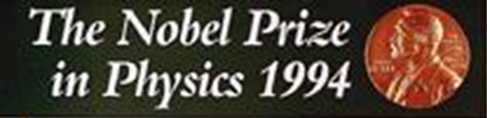 The Nobel Prize
in Physics 1994